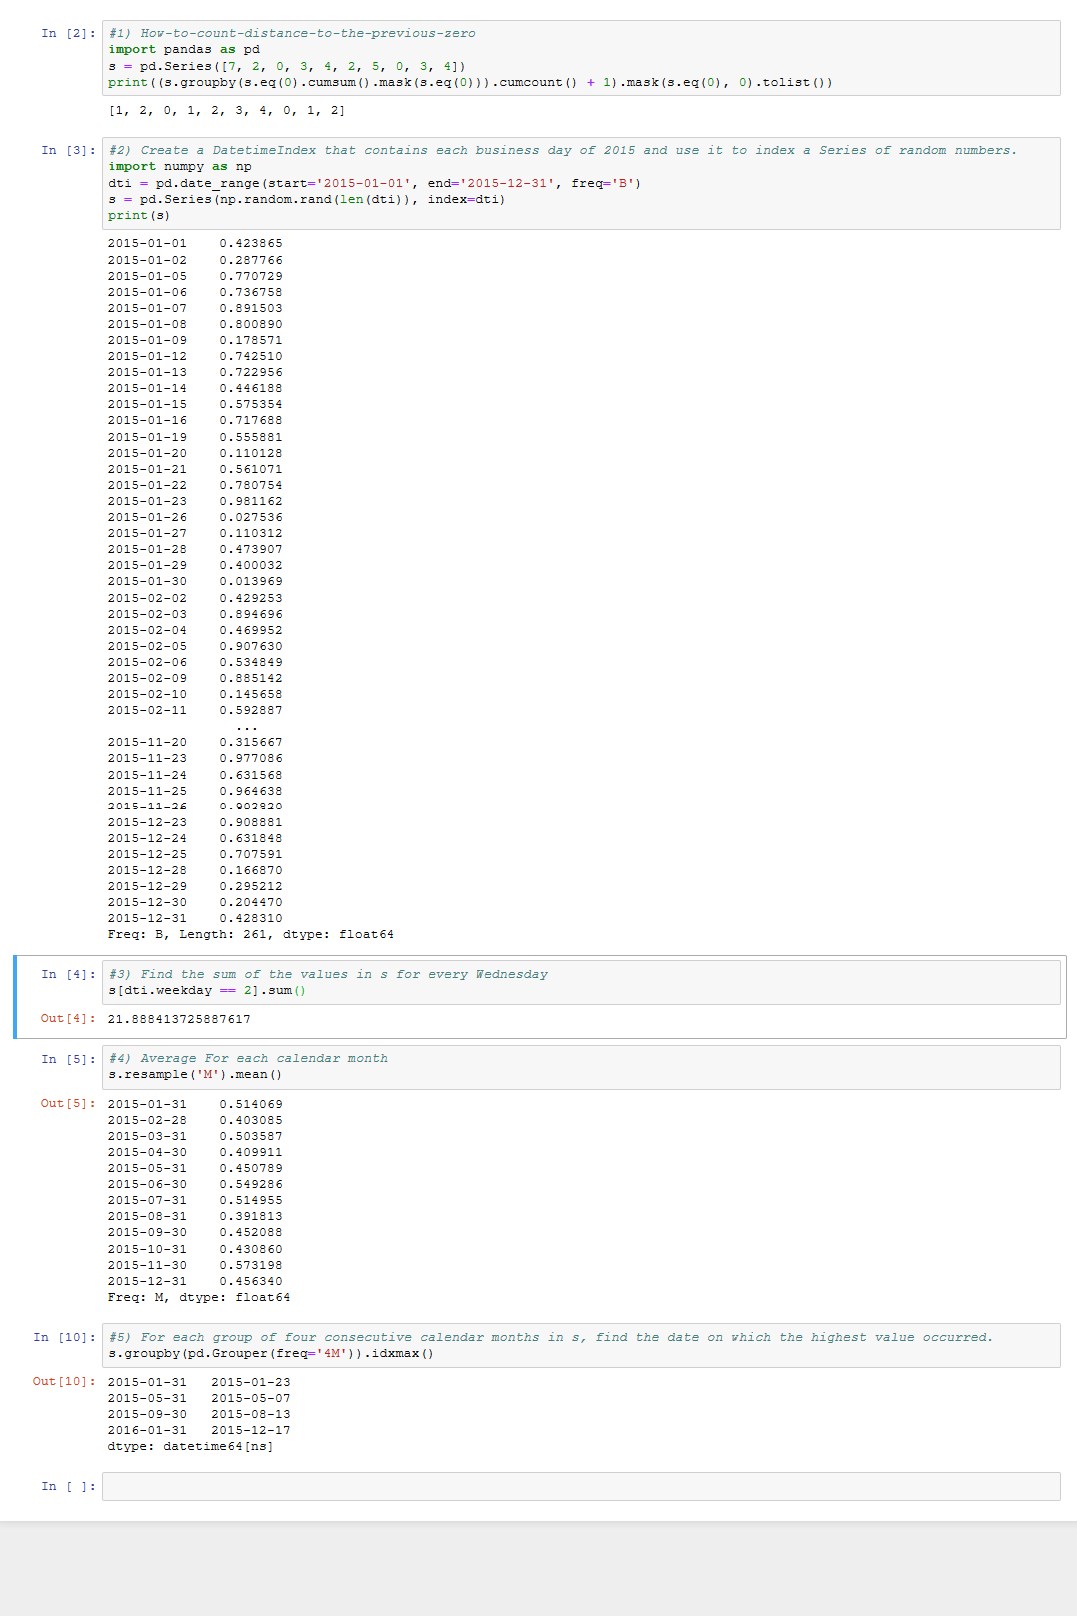 In [2]: #1) How-to-count-distance-to-the-previous-zero
import pandas as pd
s = pd.Series([7, 2, 0, 3, 4, 2, 5, 0, 3, 4])
print((s.groupby(s.eq(0).cumsum().mask(s.eq(0))).cumcount() + 1).mask(s.eq(0), 0).tolist())
[1, 2, 0, 1, 2, 3, 4, 0, 1, 2]
In [3]: #2) Create a DatetimeIndex that contains each business day of 2015 and use it to index a Series of random numbers.
import numpy as np
dti = pd.date_range(start='2015-01-01', end='2015-12-31', freq='B')
s = pd.Series(np.random.rand(len(dti)), index=dti)
print(s)
2015-01-01 0.423865
2015-01-02 0.287766
2015-01-05 0.770729
2015-01-06 0.736758
2015-01-07 0.891503
2015-01-08 0.800890
2015-01-09 0.178571
2015-01-12 0.742510
2015-01-13 0.722956
2015-01-14 0.446188
2015-01-15 0.575354
2015-01-16 0.717688
2015-01-19 0.555881
2015-01-20 0.110128
2015-01-21 0.561071
2015-01-22 0.780754
2015-01-23 0.981162
2015-01-26 0.027536
2015-01-27 0.110312
2015-01-28 0.473907
2015-01-29 0.400032
2015-01-30 0.013969
2015-02-02 0.429253
2015-02-03 0.894696
2015-02-04 0.469952
2015-02-05 0.907630
2015-02-06 0.534849
2015-02-09 0.885142
2015-02-10 0.145658
2015-02-11 0.592887
...
2015-11-20 0.315667
2015-11-23 0.977086
2015-11-24 0.631568
2015-11-25 0.964638
2015-11-26
2015-12-23 0.908881
2015-12-24 0.631848
2015-12-25 0.707591
2015-12-28 0.166870
2015-12-29 0.295212
2015-12-30 0.204470
2015-12-31 0.428310
Freq: B, Length: 261, dtype: float64
In [4]: #3) Find the sum of the values in s for every Wednesday
s[dti.weekday == 2].sum()
Out[4]: 21.888413725887617
In [5]: #4) Average For each calendar month
s.resample('M').mean()
Out[5]: 2015-01-31 0.514069
2015-02-28 0.403085
2015-03-31 0.503587
2015-04-30 0.409911
2015-05-31 0.450789
2015-06-30 0.549286
2015-07-31 0.514955
2015-08-31 0.391813
2015-09-30 0.452088
2015-10-31 0.430860
2015-11-30 0.573198
2015-12-31 0.456340
Freq: M, dtype: float64
In [10]: #5) For each group of four consecutive calendar months in s, find the date on which the highest value occurred.
s.groupby(pd.Grouper(freq='4M')).idxmax()
Out[10]: 2015-01-31 2015-01-23
2015-05-31 2015-05-07
2015-09-30 2015-08-13
2016-01-31 2015-12-17
dtype: datetime64[ns]
In [ ]: